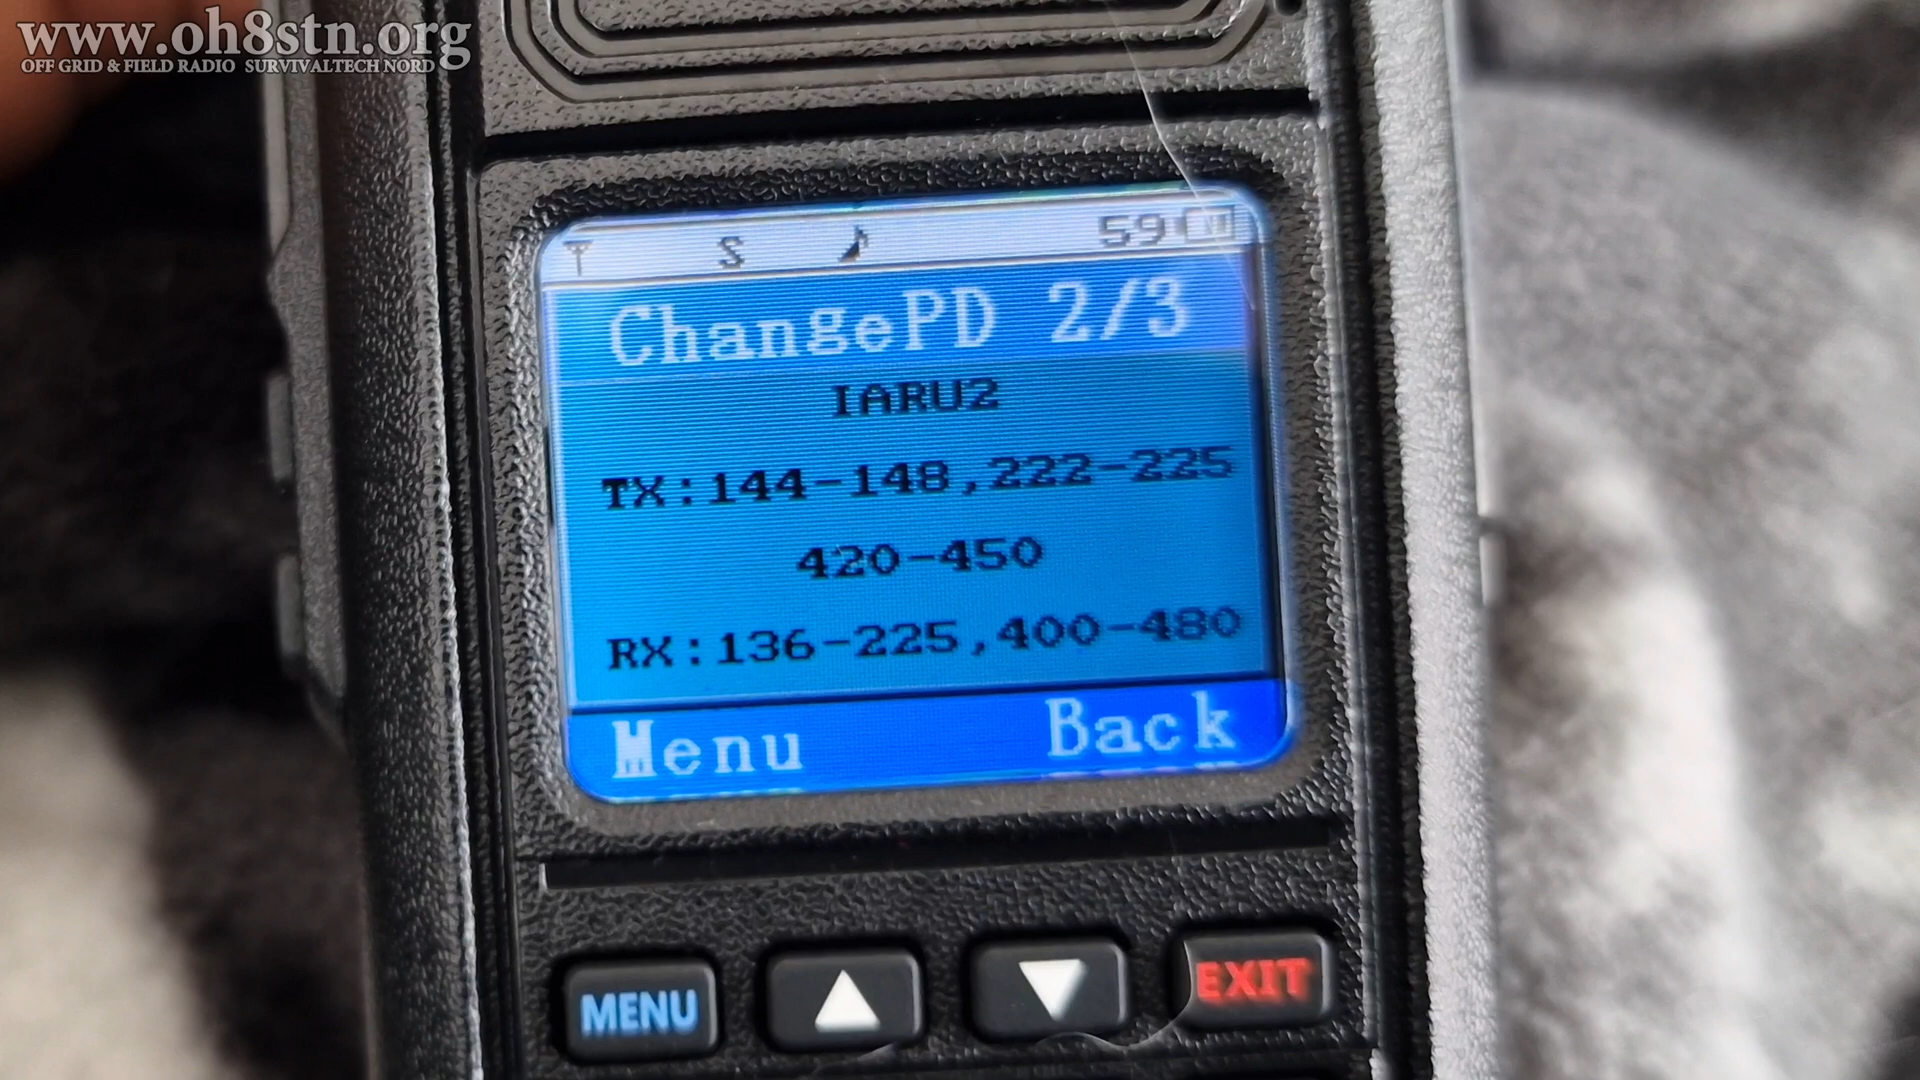 www.oh8stn.org
OFF GRID & FIELD RADIO SURVIVALTECH NORD
S 59
ChangePD 2/3
IARU2
TX:144-148,222-225
420-450
RX:136-225,400-480
Menu Back
MENU EXIT